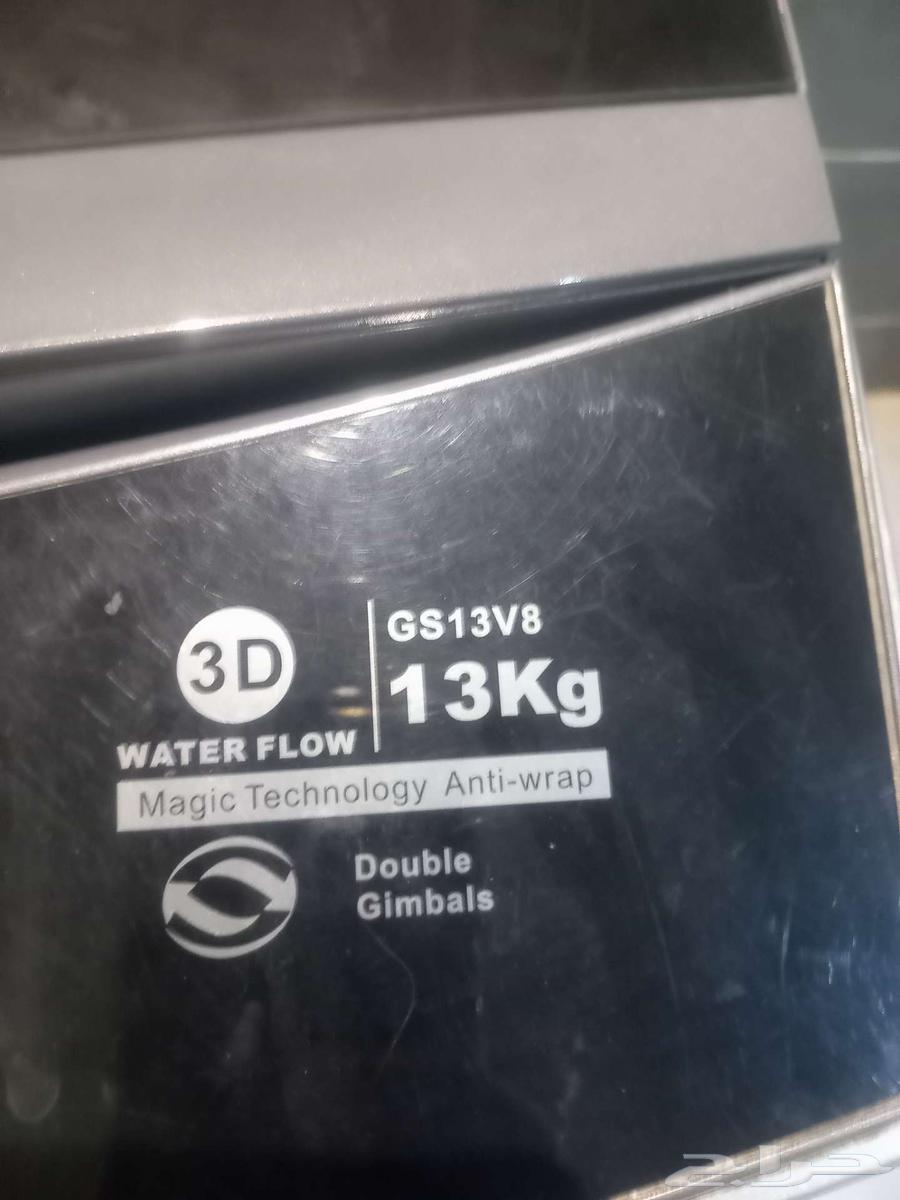 3D
WATER FLOW
GS13V8
13Kg
Magic Technology Anti-wrap
Double
Gimbals
حراج